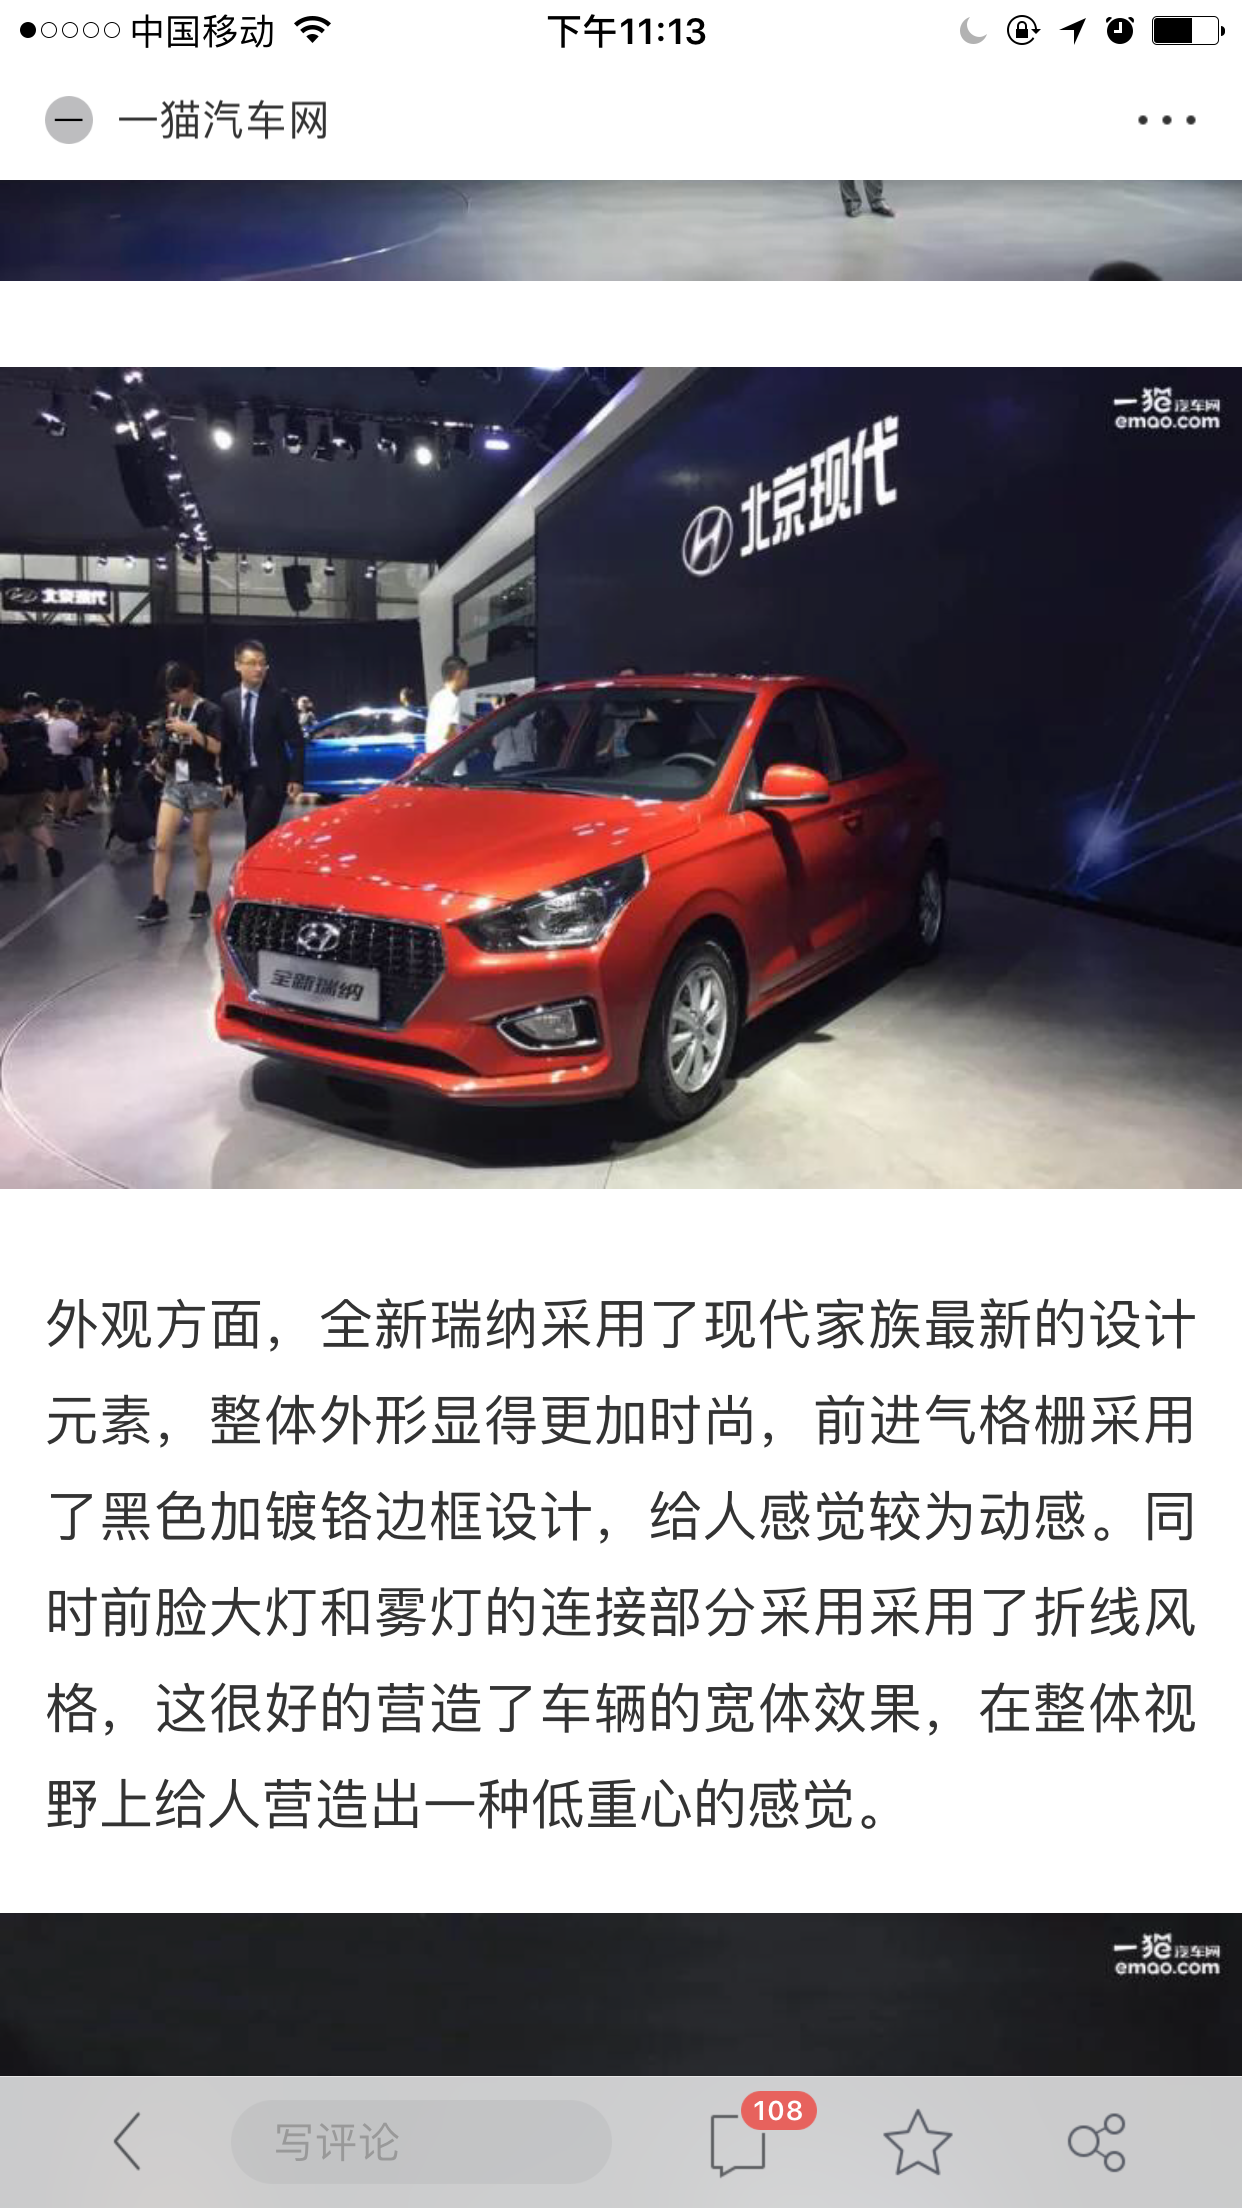 中国移动
下午11:13
一猫汽车网
一猫汽车网
emao.com
北京现代
北京现代
全新瑞纳
外观方面，全新瑞纳采用了现代家族最新的设计
元素，整体外形显得更加时尚，前进气格栅采用
了黑色加镀铬边框设计，给人感觉较为动感。同
时前脸大灯和雾灯的连接部分采用采用了折线风
格，这很好的营造了车辆的宽体效果，在整体视
野上给人营造出一种低重心的感觉。
一猫汽车网
emao.com
写评论
108